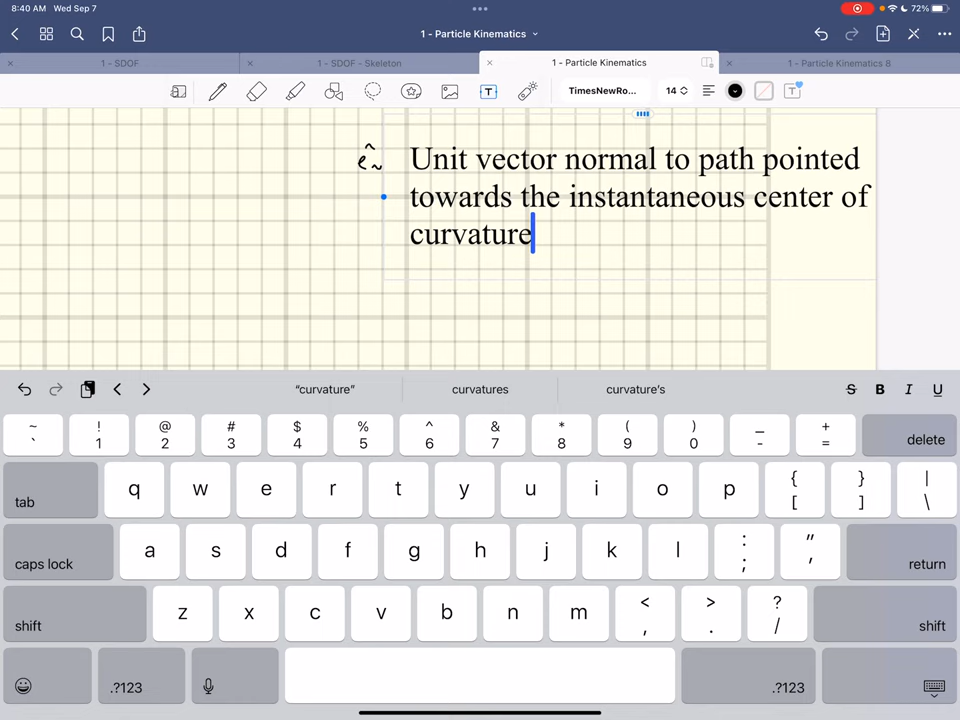 8:40 AM Wed Sep 7
72%
1 - Particle Kinematics
1 - SDOF
1 - SDOF - Skeleton
1 - Particle Kinematics
1 - Particle Kinematics 8
TimesNewRo...
14
Unit vector normal to path pointed
towards the instantaneous center of
curvature
“curvature”
curvatures
curvature's
S B I U
~ ! @ # $ % ^ & * ( ) _ +
` 1 2 3 4 5 6 7 8 9 0 - = delete
tab q w e r t y u i o p { [ } ] | \
caps lock a s d f g h j k l : ; " ' return
shift z x c v b n m < , > . ? / shift
.?123 .?123